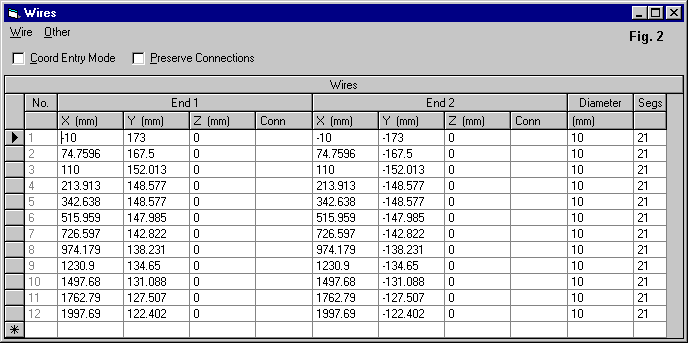 Wires
Wire Other
Fig. 2
Coord Entry Mode Preserve Connections
Wires
No. End 1 End 2 Diameter Segs
X (mm) Y (mm) Z (mm) Conn X (mm) Y (mm) Z (mm) Conn (mm)
1 -10 173 0 -10 -173 0 10 21
2 74.7596 167.5 0 74.7596 -167.5 0 10 21
3 110 152.013 0 110 -152.013 0 10 21
4 213.913 148.577 0 213.913 -148.577 0 10 21
5 342.638 148.577 0 342.638 -148.577 0 10 21
6 515.959 147.985 0 515.959 -147.985 0 10 21
7 726.597 142.822 0 726.597 -142.822 0 10 21
8 974.179 138.231 0 974.179 -138.231 0 10 21
9 1230.9 134.65 0 1230.9 -134.65 0 10 21
10 1497.68 131.088 0 1497.68 -131.088 0 10 21
11 1762.79 127.507 0 1762.79 -127.507 0 10 21
12 1997.69 122.402 0 1997.69 -122.402 0 10 21